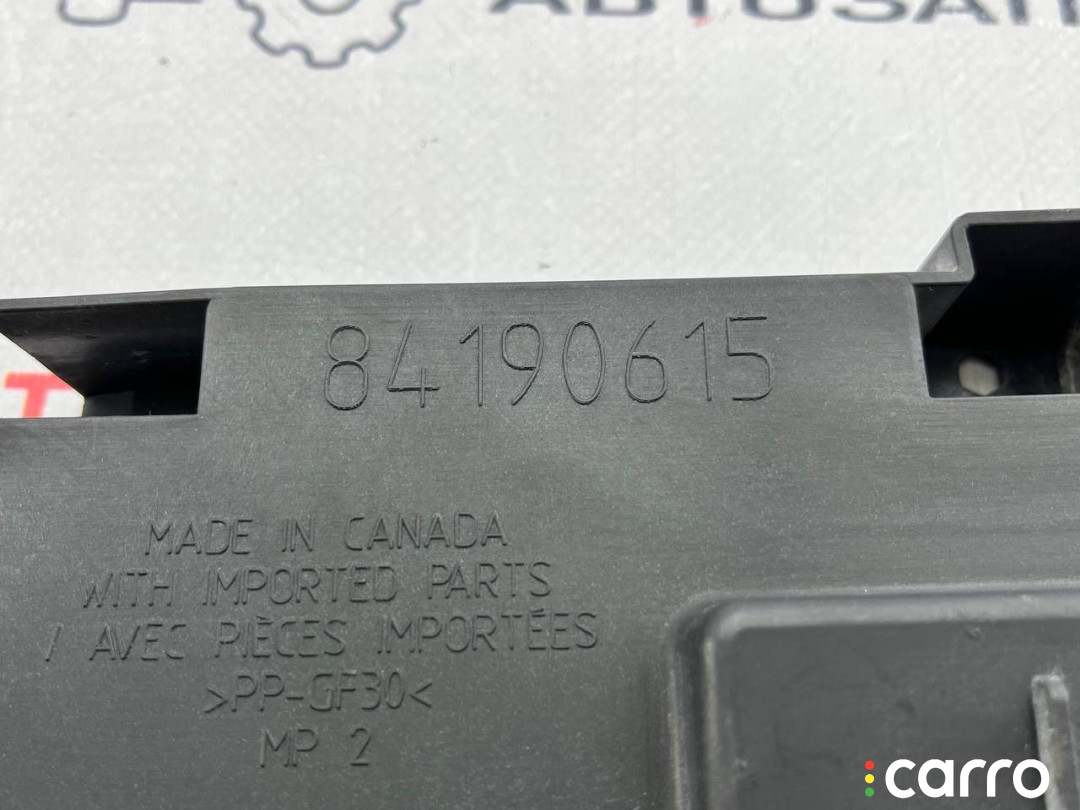 84190615
MADE IN CANADA
WITH IMPORTED PARTS
/ AVEC PIÈCES IMPORTÉES
>PP-GF30<
MP 2
carro